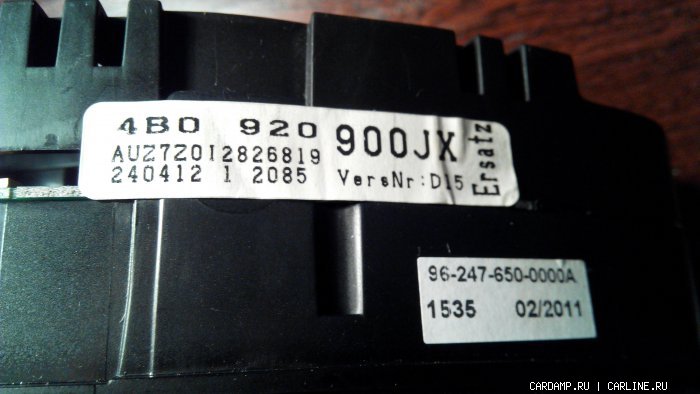 4B0 920 900JX
AUZ7Z0I2826819
240412 1 2085 VersNr:D15
Ersatz
96-247-650-0000A
1535 02/2011
CARDAMP.RU | CARLINE.RU